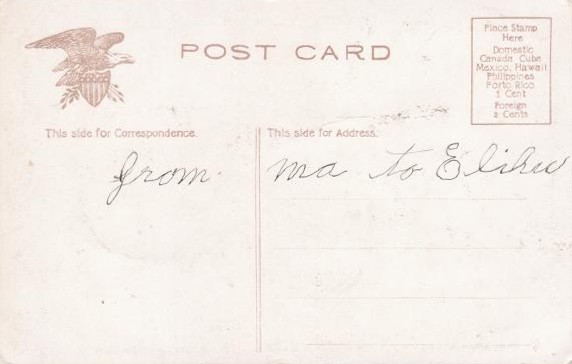 POST CARD
Place Stamp
Here
Domestic
Canada Cuba
Mexico, Hawaii
Philippines
Porto Rico
1 Cent
Foreign
2 Cents
This side for Correspondence.
This side for Address.
from ma to Elihu